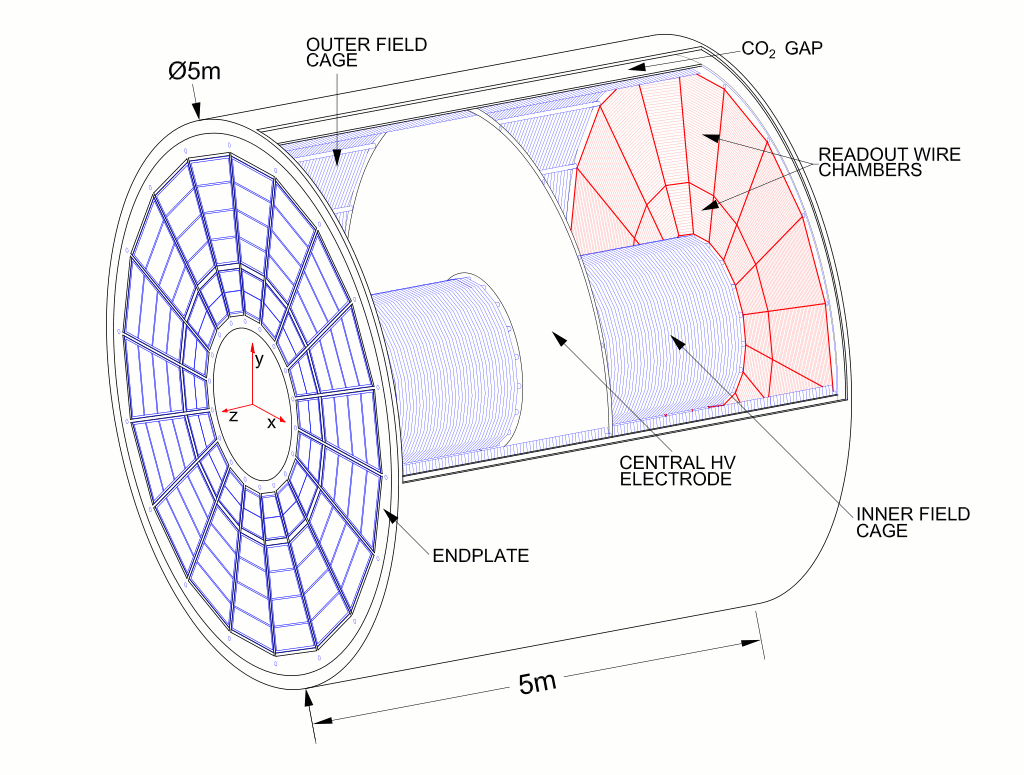 OUTER FIELD
CAGE
CO₂ GAP
Ø5m
READOUT WIRE
CHAMBERS
y
z
x
CENTRAL HV
ELECTRODE
INNER FIELD
CAGE
ENDPLATE
5m